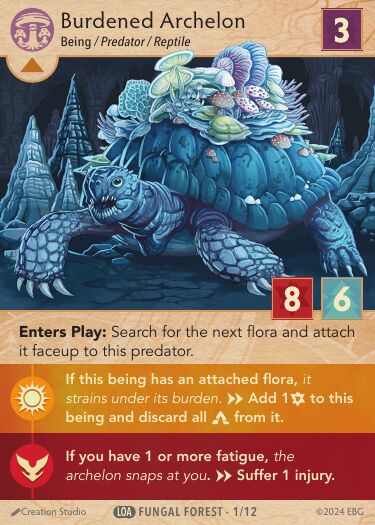 Burdened Archelon
3
Being / Predator / Reptile
8
6
Enters Play: Search for the next flora and attach
it faceup to this predator.
If this being has an attached flora, it
strains under its burden. Add 1 to this
being and discard all from it.
If you have 1 or more fatigue, the
archelon snaps at you. Suffer 1 injury.
Creation Studio LOA FUNGAL FOREST - 1/12 ©2024 EBG